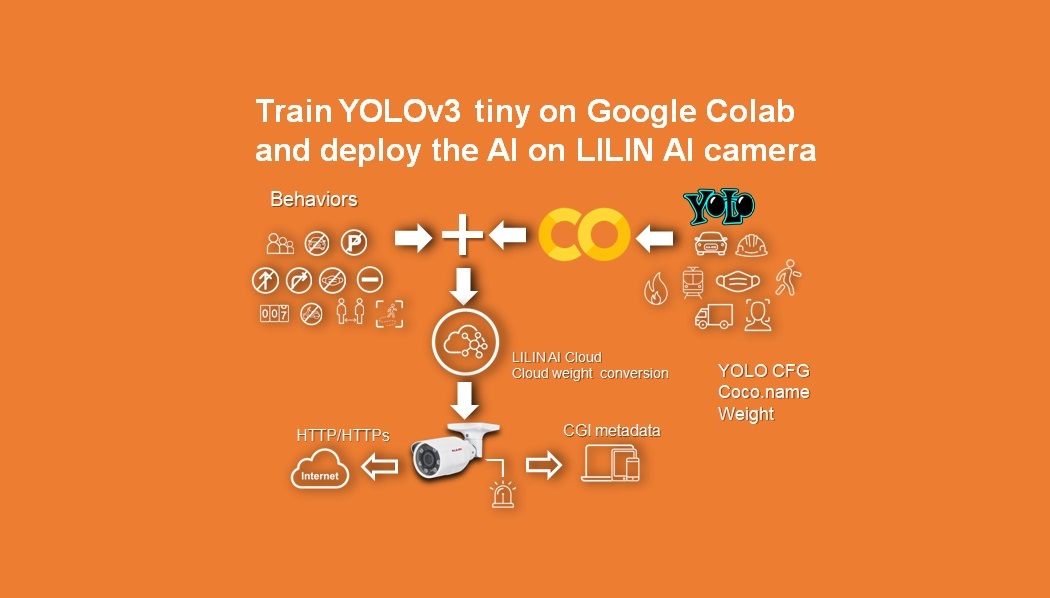 Train YOLOv3 tiny on Google Colab
and deploy the AI on LILIN AI camera
Behaviors
YOLO
P
CO
007
LILIN AI Cloud
Cloud weight conversion
YOLO CFG
Coco.name
Weight
HTTP/HTTPs
CGI metadata
Internet